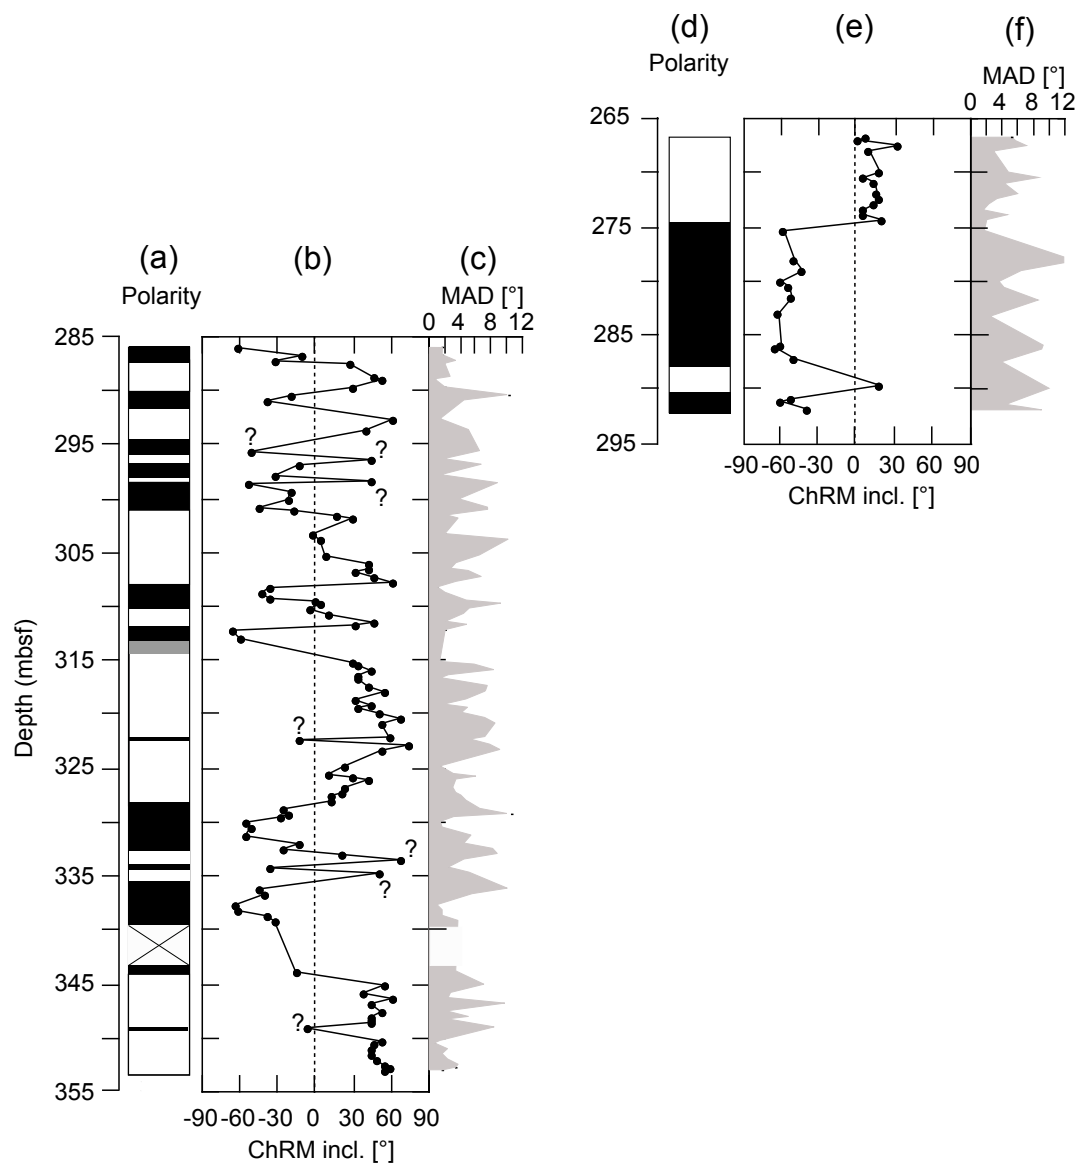 (d)
(e)
(f)
Polarity
MAD [°]
0 4 8 12
265
275
285
295
-90 -60 -30 0 30 60 90
ChRM incl. [°]
(a)
(b)
(c)
Polarity
MAD [°]
0 4 8 12
285
295
305
315
325
335
345
355
Depth (mbsf)
?
?
?
?
?
?
?
-90 -60 -30 0 30 60 90
ChRM incl. [°]